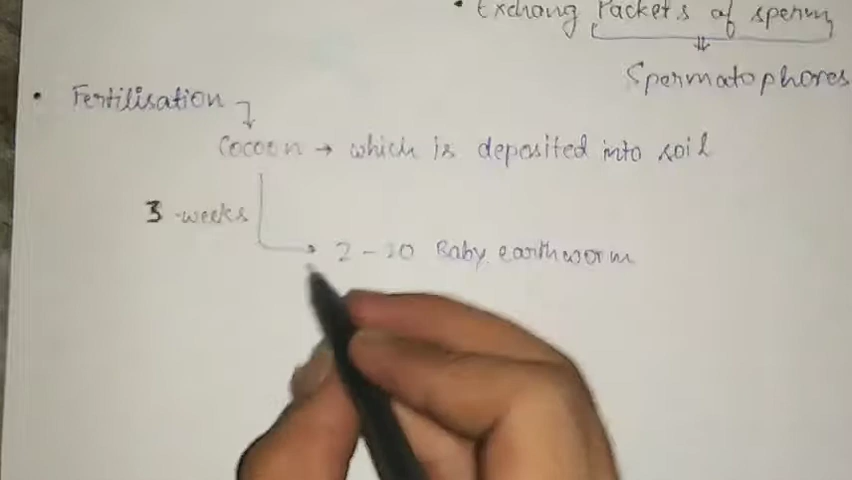 • Exchang Packets of sperm
⇓
Spermatophores
• Fertilisation
Cocoon → which is deposited into soil
3 -weeks
2 - 20 Baby earthworm